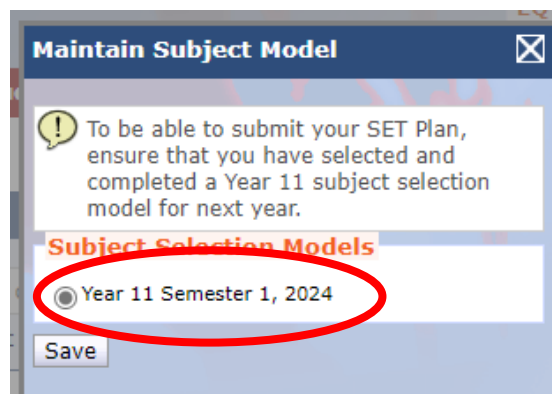 Maintain Subject Model
To be able to submit your SET Plan,
ensure that you have selected and
completed a Year 11 subject selection
model for next year.
Subject Selection Models
Year 11 Semester 1, 2024
Save